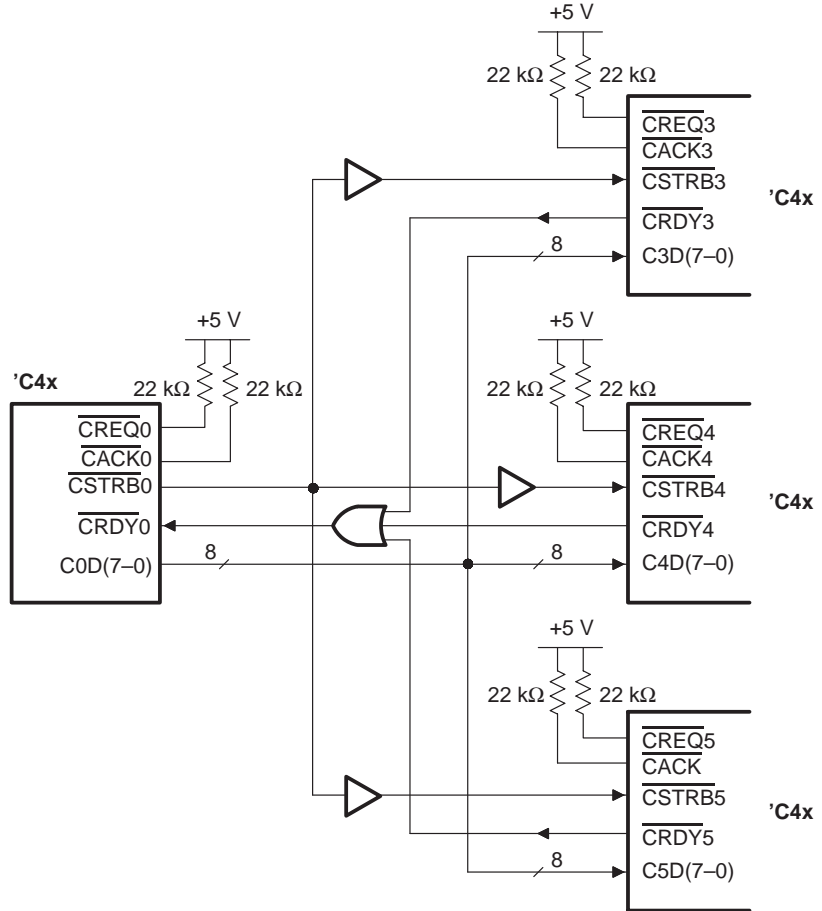 +5 V
22 kΩ 22 kΩ
CREQ3
CACK3
CSTRB3
'C4x
CRDY3
8
C3D(7–0)
+5 V
22 kΩ 22 kΩ
'C4x
CREQ0
CACK0
CSTRB0
CRDY0
C0D(7–0)
8
+5 V
22 kΩ 22 kΩ
CREQ4
CACK4
CSTRB4
'C4x
CRDY4
8
C4D(7–0)
+5 V
22 kΩ 22 kΩ
CREQ5
CACK
CSTRB5
'C4x
CRDY5
8
C5D(7–0)